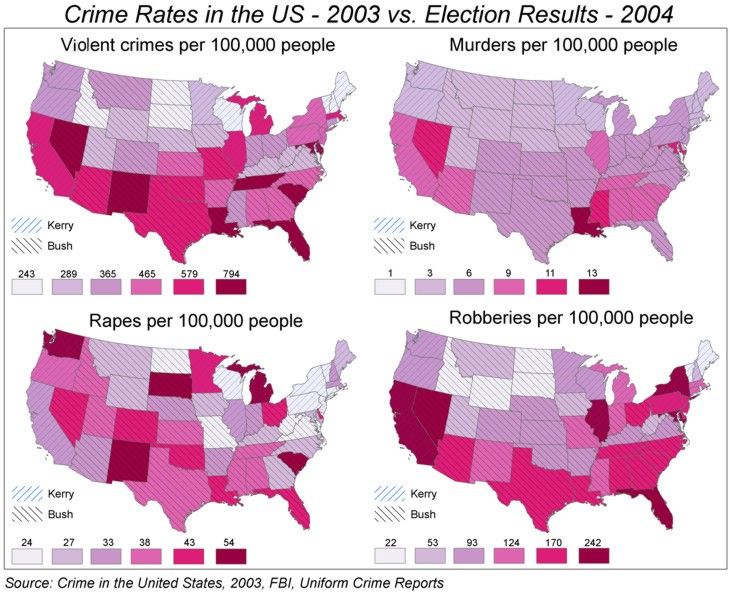 Crime Rates in the US - 2003 vs. Election Results - 2004
Violent crimes per 100,000 people
Kerry
Bush
243 289 365 465 579 794
Murders per 100,000 people
Kerry
Bush
1 3 6 9 11 13
Rapes per 100,000 people
Kerry
Bush
24 27 33 38 43 54
Robberies per 100,000 people
Kerry
Bush
22 53 93 124 170 242
Source: Crime in the United States, 2003, FBI, Uniform Crime Reports